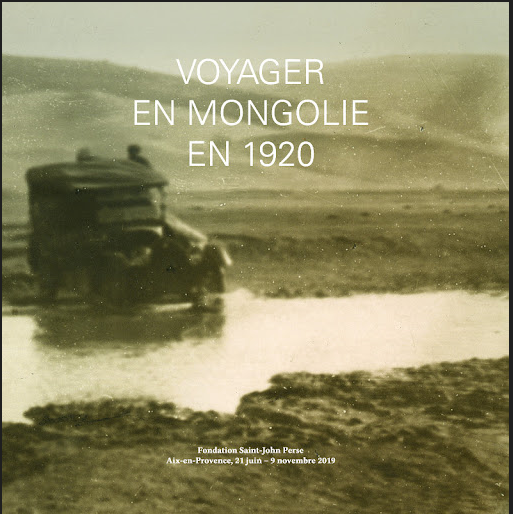 VOYAGER
EN MONGOLIE
EN 1920
Fondation Saint-John Perse
Aix-en-Provence, 21 juin – 9 novembre 2019